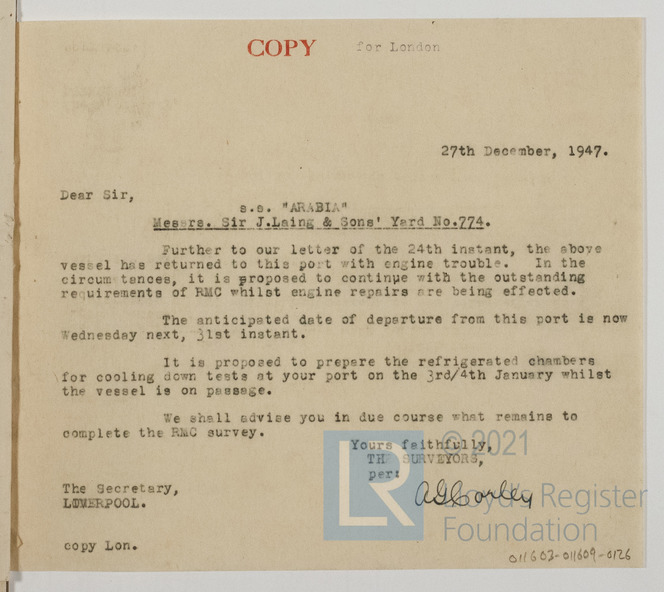 COPY for London
27th December, 1947.
Dear Sir,
s.s. "ARABIA"
Messrs. Sir J.Laing & Sons' Yard No.774.
Further to our letter of the 24th instant, the above
vessel has returned to this port with engine trouble. In the
circumstances, it is proposed to continue with the outstanding
requirements of RMC whilst engine repairs are being effected.
The anticipated date of departure from this port is now
Wednesday next, 31st instant.
It is proposed to prepare the refrigerated chambers
for cooling down tests at your port on the 3rd/4th January whilst
the vessel is on passage.
We shall advise you in due course what remains to
complete the RMC survey.
Yours faithfully,
THE SURVEYORS,
per:
The Secretary,
LIVERPOOL.
copy Lon.
© 2021
LR
Lloyd's Register
Foundation
011603-011609-0126